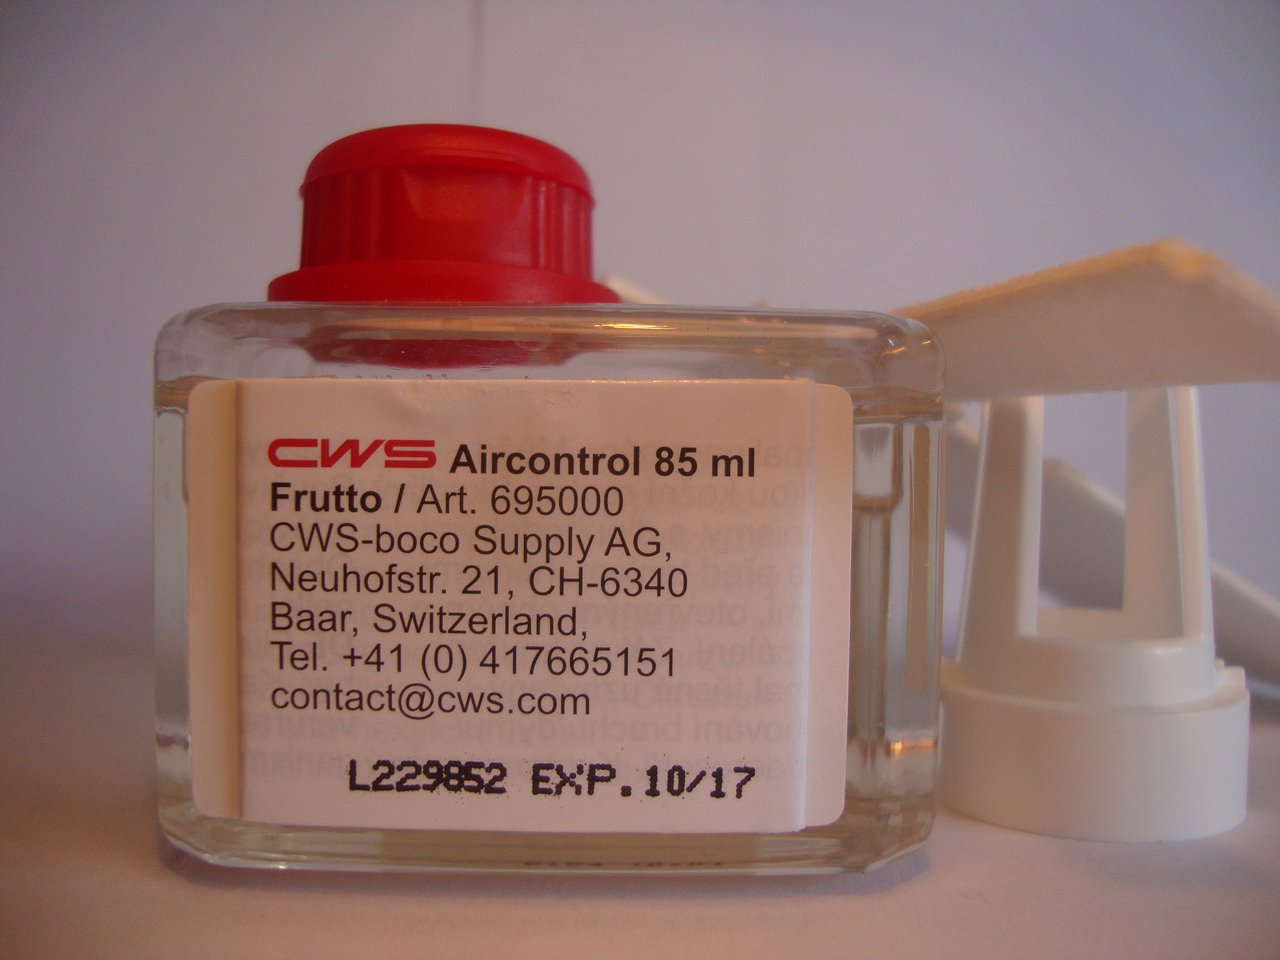 CWS Aircontrol 85 ml
Frutto / Art. 695000
CWS-boco Supply AG,
Neuhofstr. 21, CH-6340
Baar, Switzerland,
Tel. +41 (0) 417665151
contact@cws.com
L229852 EXP.10/17